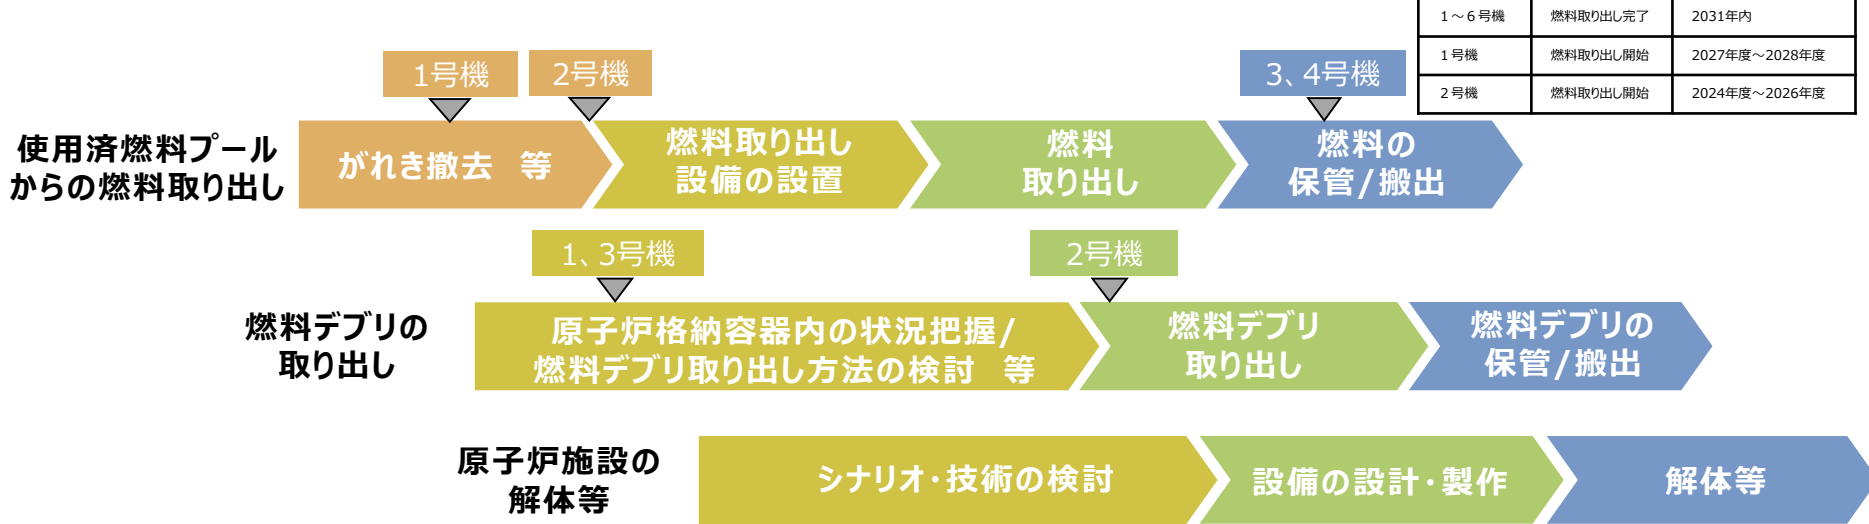 1～6号機 燃料取り出し完了 2031年内
1号機 燃料取り出し開始 2027年度～2028年度
2号機 燃料取り出し開始 2024年度～2026年度
1号機
2号機
3、4号機
使用済燃料プール
からの燃料取り出し
がれき撤去 等
燃料取り出し
設備の設置
燃料
取り出し
燃料の
保管/搬出
1、3号機
2号機
燃料デブリの
取り出し
原子炉格納容器内の状況把握/
燃料デブリ取り出し方法の検討 等
燃料デブリ
取り出し
燃料デブリの
保管/搬出
原子炉施設の
解体等
シナリオ･技術の検討
設備の設計･製作
解体等